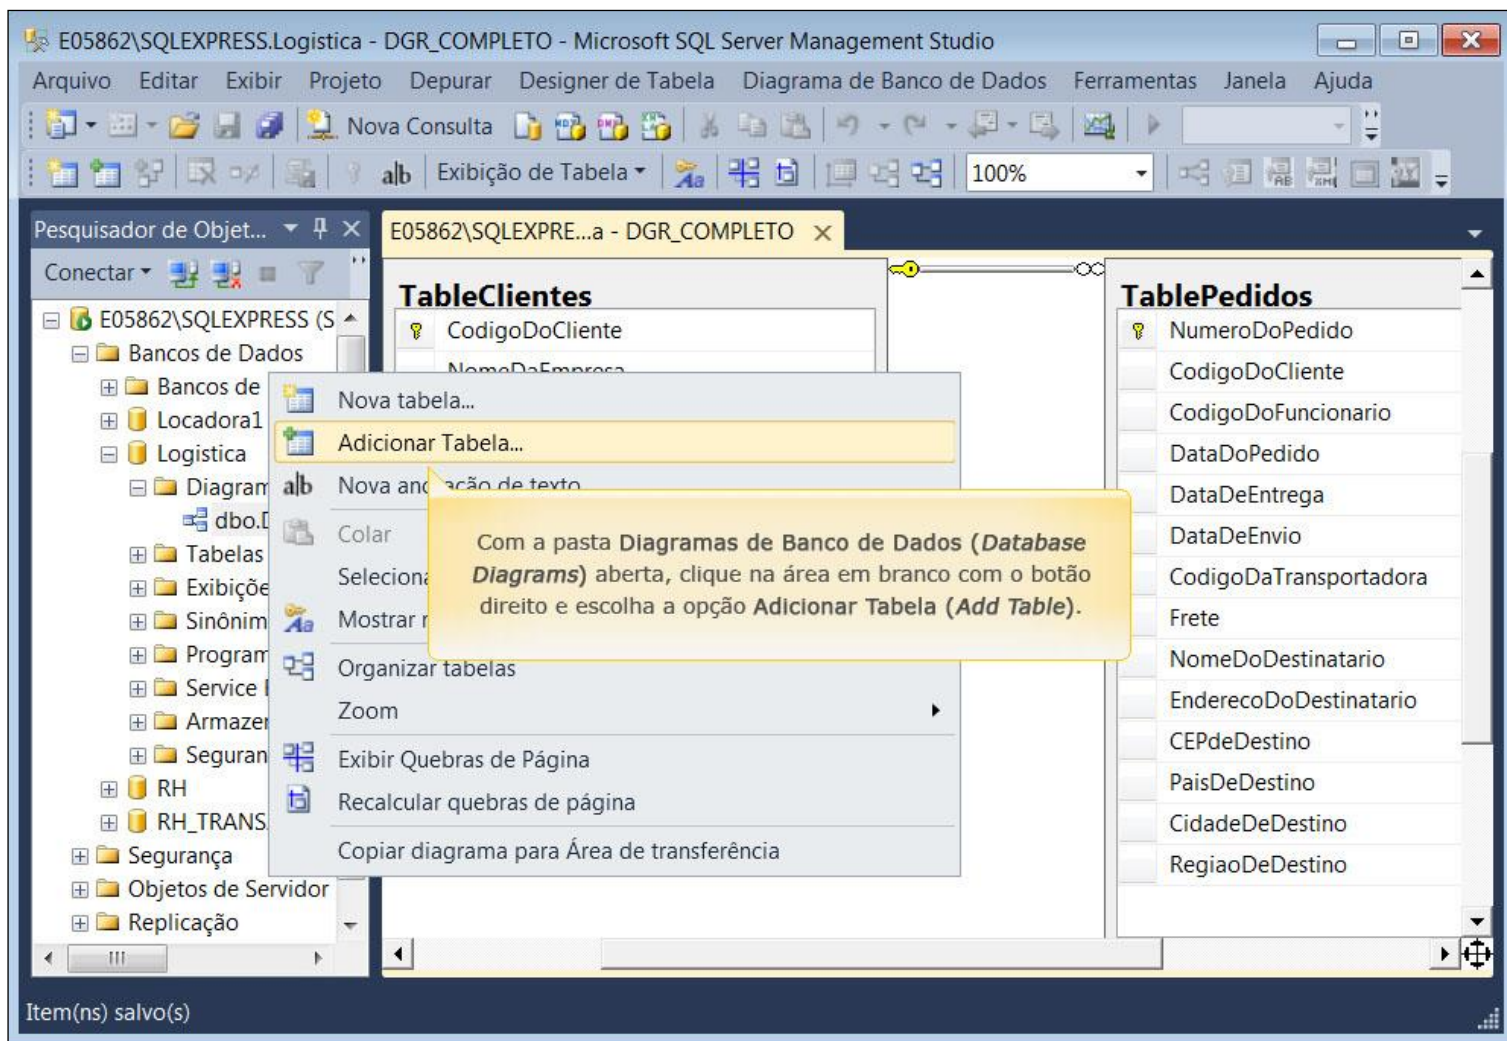 E05862\SQLEXPRESS.Logistica - DGR_COMPLETO - Microsoft SQL Server Management Studio
Arquivo Editar Exibir Projeto Depurar Designer de Tabela Diagrama de Banco de Dados Ferramentas Janela Ajuda
Nova Consulta
Exibição de Tabela
100%
Pesquisador de Objet...
Conectar
E05862\SQLEXPRESS (S
Bancos de Dados
Bancos de
Locadora1
Logistica
Diagram
dbo.D
Tabelas
Exibiçõe
Sinônim
Program
Service
Armazer
Seguran
RH
RH_TRANS
Segurança
Objetos de Servidor
Replicação
E05862\SQLEXPRE...a - DGR_COMPLETO
TableClientes
CodigoDoCliente
NomeDaEmpresa
Nova tabela...
Adicionar Tabela...
alb Nova anotação de texto
Colar
Seleciona
Mostrar r
Organizar tabelas
Zoom
Exibir Quebras de Página
Recalcular quebras de página
Copiar diagrama para Área de transferência
Com a pasta Diagramas de Banco de Dados (Database
Diagrams) aberta, clique na área em branco com o botão
direito e escolha a opção Adicionar Tabela (Add Table).
TablePedidos
NumeroDoPedido
CodigoDoCliente
CodigoDoFuncionario
DataDoPedido
DataDeEntrega
DataDeEnvio
CodigoDaTransportadora
Frete
NomeDoDestinatario
EnderecoDoDestinatario
CEPdeDestino
PaisDeDestino
CidadeDeDestino
RegiaoDeDestino
Item(ns) salvo(s)